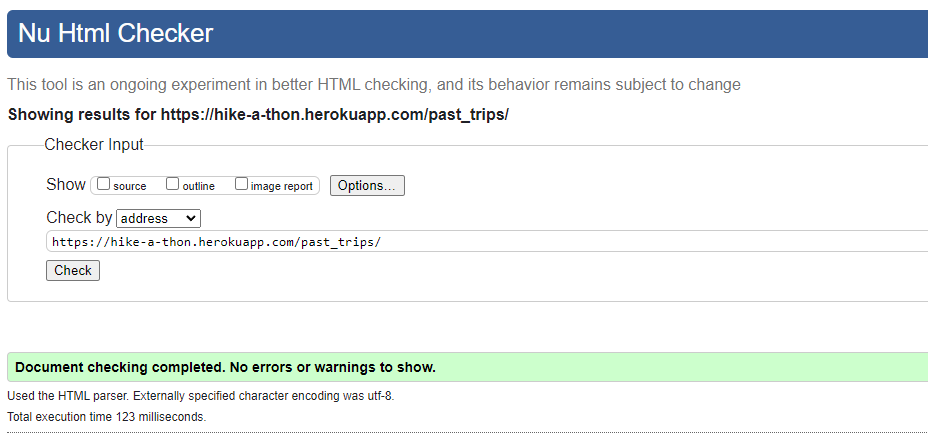 Nu Html Checker
This tool is an ongoing experiment in better HTML checking, and its behavior remains subject to change
Showing results for https://hike-a-thon.herokuapp.com/past_trips/
Checker Input
Show source outline image report Options...
Check by address
https://hike-a-thon.herokuapp.com/past_trips/
Check
Document checking completed. No errors or warnings to show.
Used the HTML parser. Externally specified character encoding was utf-8.
Total execution time 123 milliseconds.